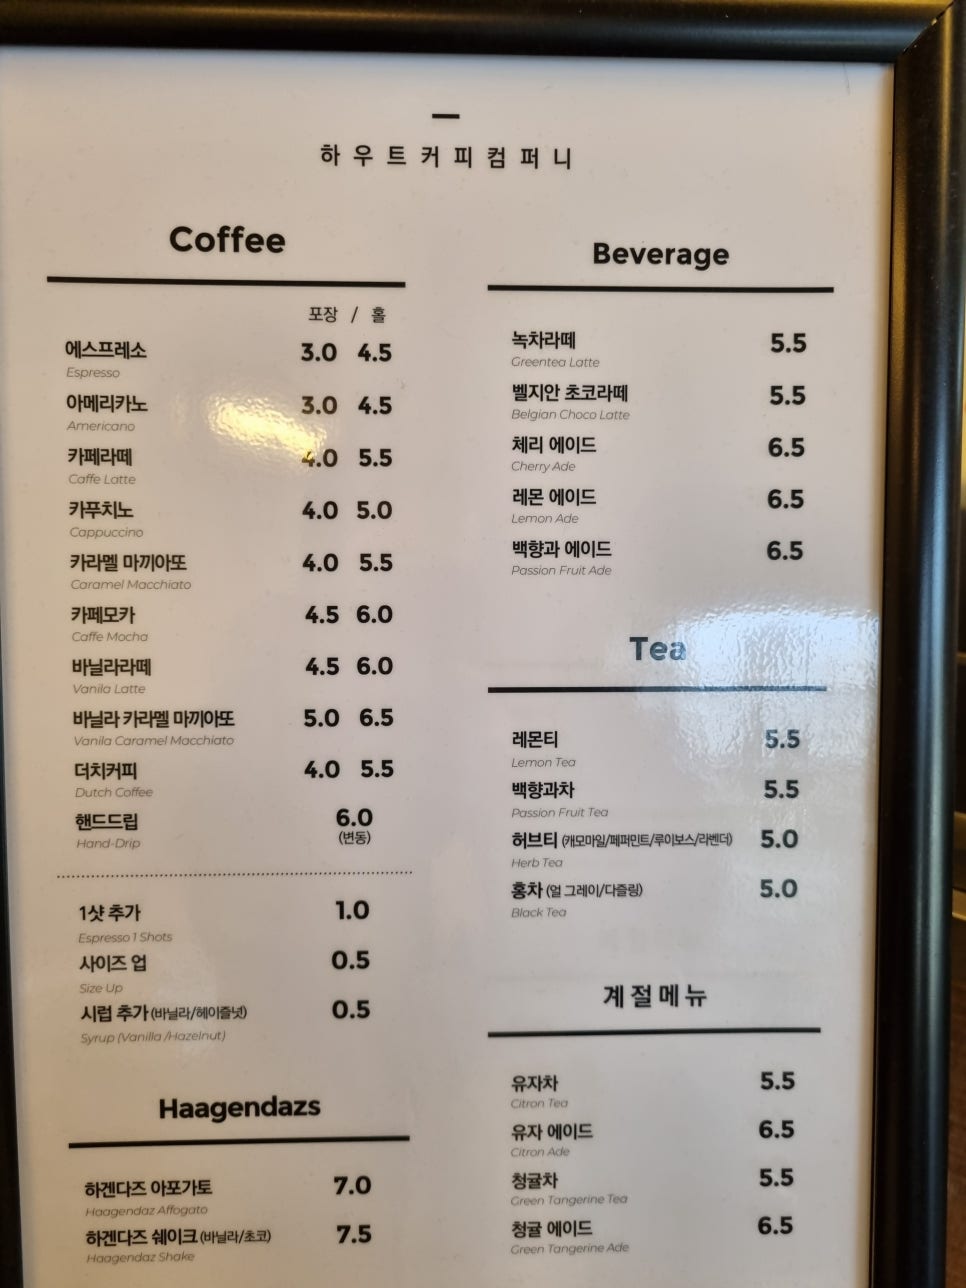 하우트커피컴퍼니
Coffee
포장 / 홀
에스프레소 3.0 4.5
Espresso
아메리카노 3.0 4.5
Americano
카페라떼 4.0 5.5
Caffe Latte
카푸치노 4.0 5.0
Cappuccino
카라멜 마끼아또 4.0 5.5
Caramel Macchiato
카페모카 4.5 6.0
Caffe Mocha
바닐라라떼 4.5 6.0
Vanila Latte
바닐라 카라멜 마끼아또 5.0 6.5
Vanila Caramel Macchiato
더치커피 4.0 5.5
Dutch Coffee
핸드드립 6.0
Hand-Drip (변동)
1샷 추가 1.0
Espresso 1 Shots
사이즈 업 0.5
Size Up
시럽 추가 (바닐라/헤이즐넛) 0.5
Syrup (Vanilla /Hazelnut)
Haagendazs
하겐다즈 아포가토 7.0
Haagendaz Affogato
하겐다즈 쉐이크 (바닐라/초코) 7.5
Haagendaz Shake
Beverage
녹차라떼 5.5
Greentea Latte
벨지안 초코라떼 5.5
Belgian Choco Latte
체리 에이드 6.5
Cherry Ade
레몬 에이드 6.5
Lemon Ade
백향과 에이드 6.5
Passion Fruit Ade
Tea
레몬티 5.5
Lemon Tea
백향과차 5.5
Passion Fruit Tea
허브티 (캐모마일/페퍼민트/루이보스/라벤더) 5.0
Herb Tea
홍차 (얼 그레이/다즐링) 5.0
Black Tea
계절메뉴
유자차 5.5
Citron Tea
유자 에이드 6.5
Citron Ade
청귤차 5.5
Green Tangerine Tea
청귤 에이드 6.5
Green Tangerine Ade